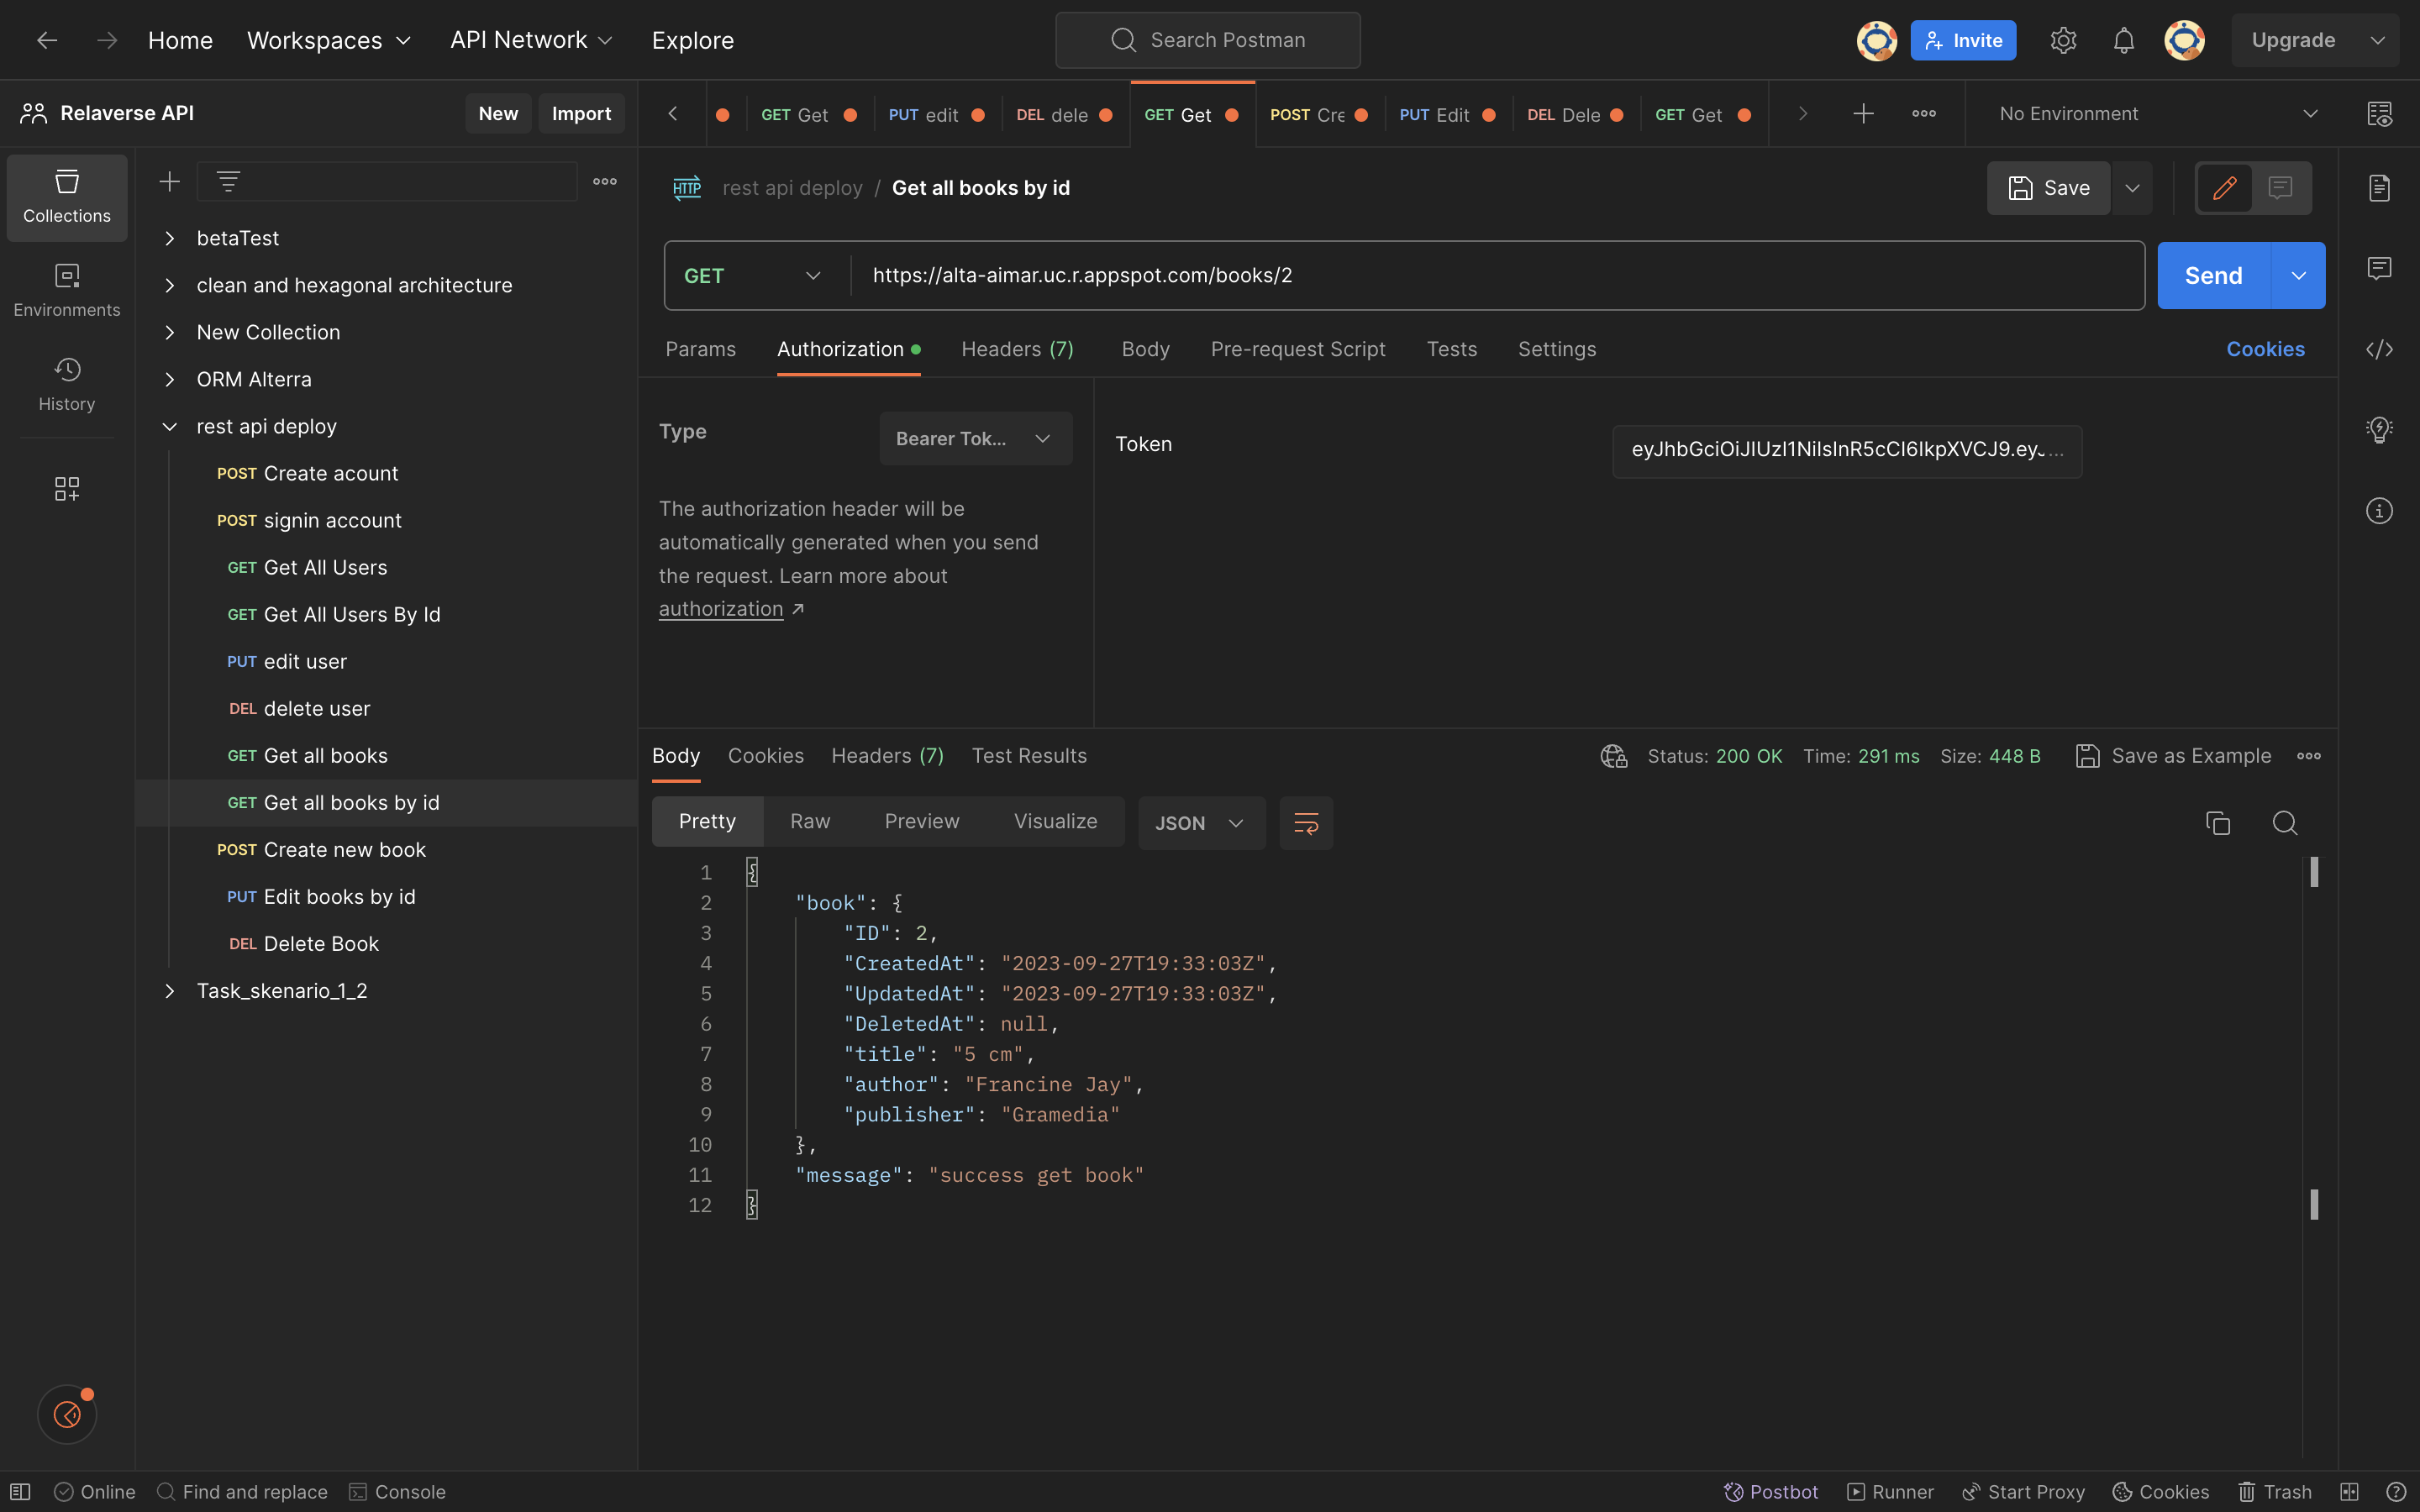 Home Workspaces API Network Explore Search Postman Invite Upgrade
Relaverse API New Import
GET Get PUT edit DEL dele GET Get POST Cre PUT Edit DEL Dele GET Get No Environment
Collections
Environments
History
betaTest
clean and hexagonal architecture
New Collection
ORM Alterra
rest api deploy
POST Create acount
POST signin account
GET Get All Users
GET Get All Users By Id
PUT edit user
DEL delete user
GET Get all books
GET Get all books by id
POST Create new book
PUT Edit books by id
DEL Delete Book
Task_skenario_1_2
HTTP rest api deploy / Get all books by id Save
GET https://alta-aimar.uc.r.appspot.com/books/2 Send
Params Authorization Headers (7) Body Pre-request Script Tests Settings Cookies
Type Bearer Tok...
The authorization header will be
automatically generated when you send
the request. Learn more about
authorization ↗
Token eyJhbGciOiJIUzI1NiIsInR5cCI6IkpXVCJ9.eyJ...
Body Cookies Headers (7) Test Results Status: 200 OK Time: 291 ms Size: 448 B Save as Example
Pretty Raw Preview Visualize JSON
1 {
2 "book": {
3 "ID": 2,
4 "CreatedAt": "2023-09-27T19:33:03Z",
5 "UpdatedAt": "2023-09-27T19:33:03Z",
6 "DeletedAt": null,
7 "title": "5 cm",
8 "author": "Francine Jay",
9 "publisher": "Gramedia"
10 },
11 "message": "success get book"
12 }
Online Find and replace Console Postbot Runner Start Proxy Cookies Trash